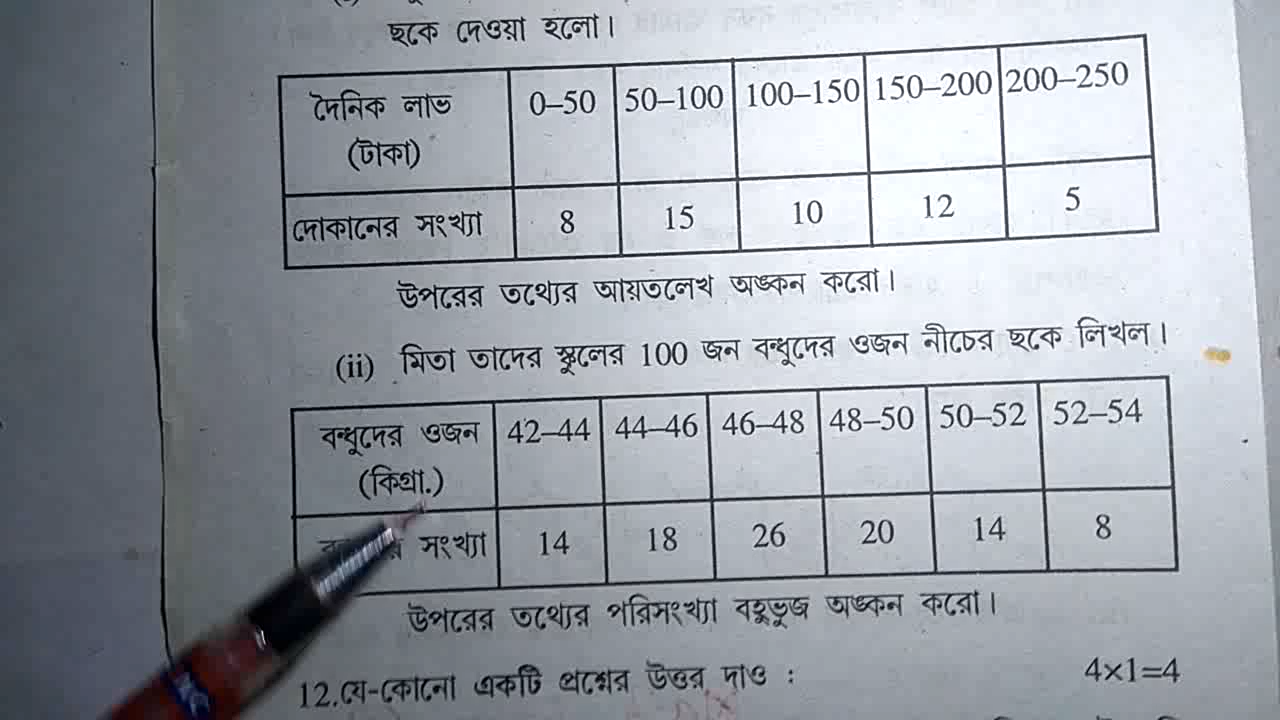 ছকে দেওয়া হলো।
দৈনিক লাভ (টাকা) 0–50 50–100 100–150 150–200 200–250
দোকানের সংখ্যা 8 15 10 12 5
উপরের তথ্যের আয়তলেখ অঙ্কন করো।
(ii) মিতা তাদের স্কুলের 100 জন বন্ধুদের ওজন নীচের ছকে লিখল।
বন্ধুদের ওজন (কিগ্রা.) 42–44 44–46 46–48 48–50 50–52 52–54
সংখ্যা 14 18 26 20 14 8
উপরের তথ্যের পরিসংখ্যা বহুভুজ অঙ্কন করো।
12.যে-কোনো একটি প্রশ্নের উত্তর দাও : 4×1=4